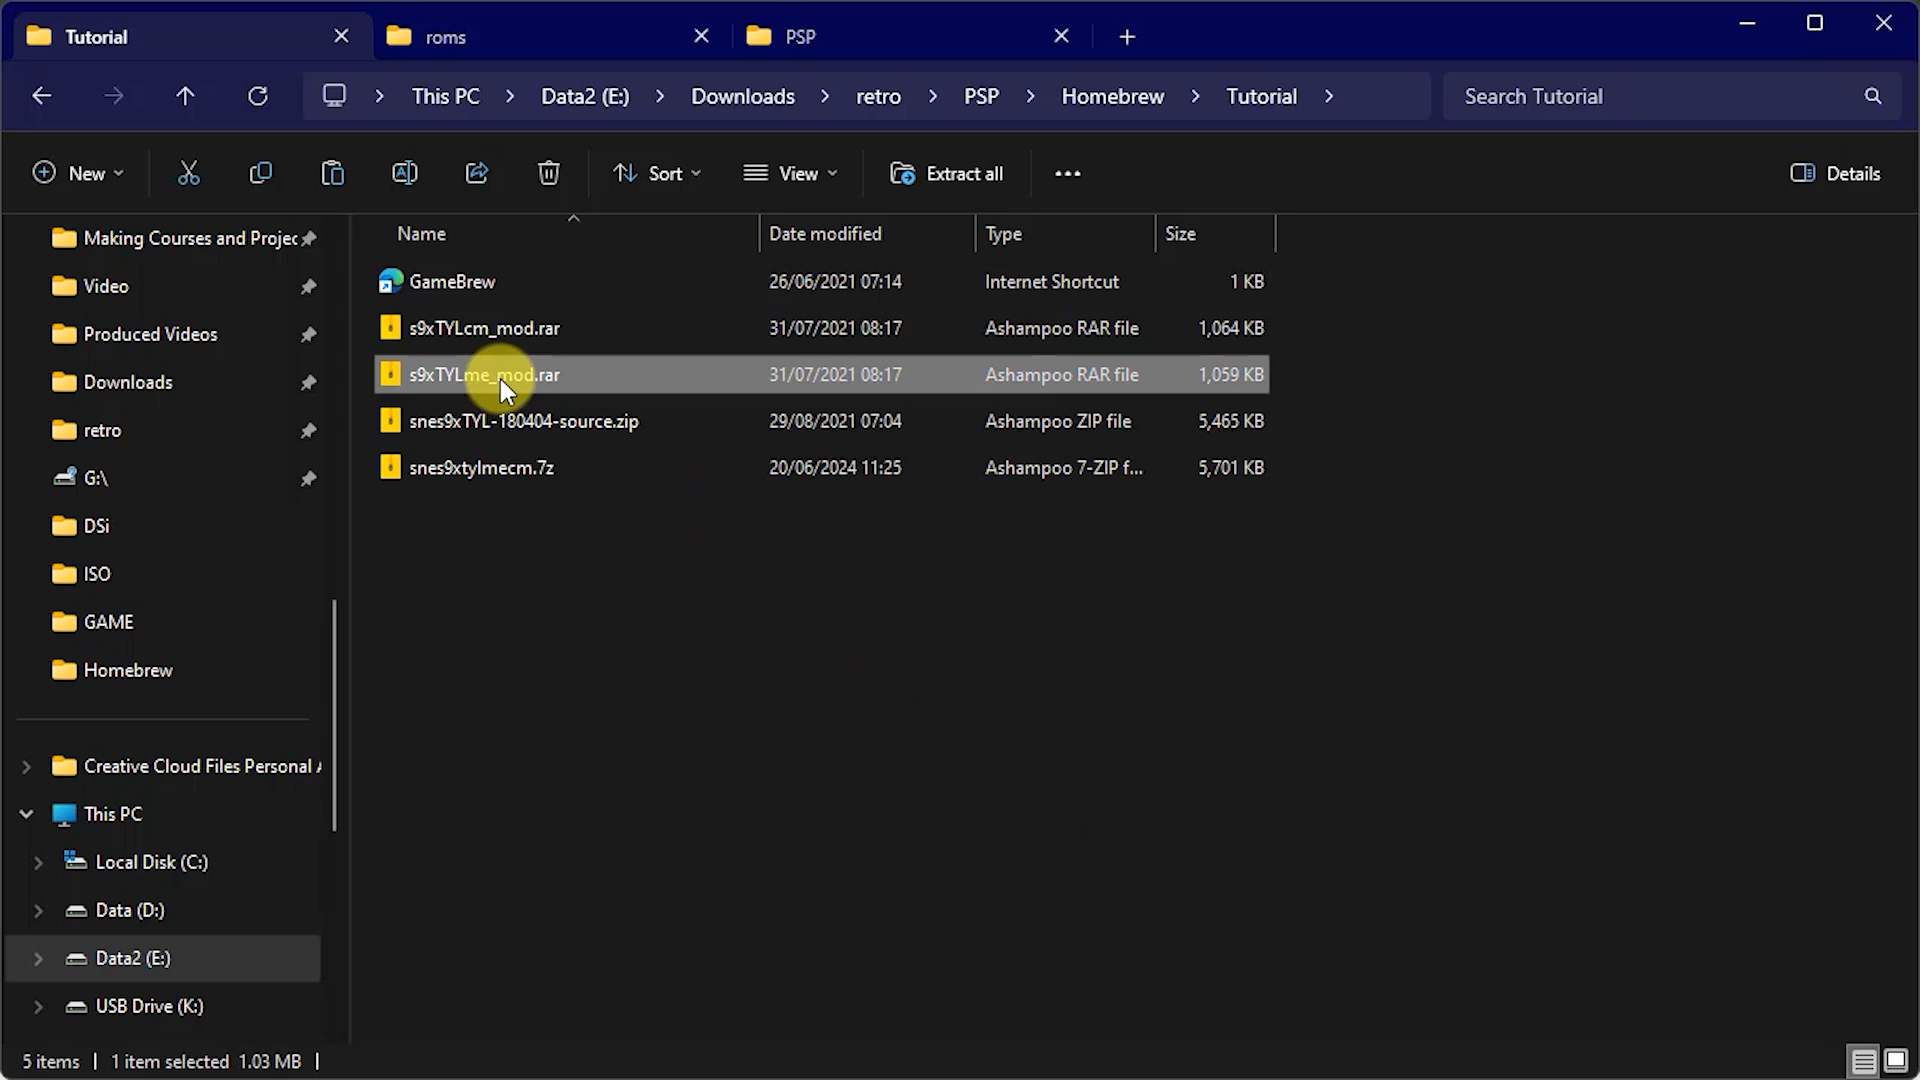 Tutorial
roms
PSP
This PC
Data2 (E:)
Downloads
retro
PSP
Homebrew
Tutorial
Search Tutorial
New
Sort
View
Extract all
Details
Name
Date modified
Type
Size
GameBrew 26/06/2021 07:14 Internet Shortcut 1 KB
s9xTYLcm_mod.rar 31/07/2021 08:17 Ashampoo RAR file 1,064 KB
s9xTYLme_mod.rar 31/07/2021 08:17 Ashampoo RAR file 1,059 KB
snes9xTYL-180404-source.zip 29/08/2021 07:04 Ashampoo ZIP file 5,465 KB
snes9xtylmecm.7z 20/06/2024 11:25 Ashampoo 7-ZIP f... 5,701 KB
Making Courses and Projec
Video
Produced Videos
Downloads
retro
G:\
DSi
ISO
GAME
Homebrew
Creative Cloud Files Personal
This PC
Local Disk (C:)
Data (D:)
Data2 (E:)
USB Drive (K:)
5 items | 1 item selected 1.03 MB |